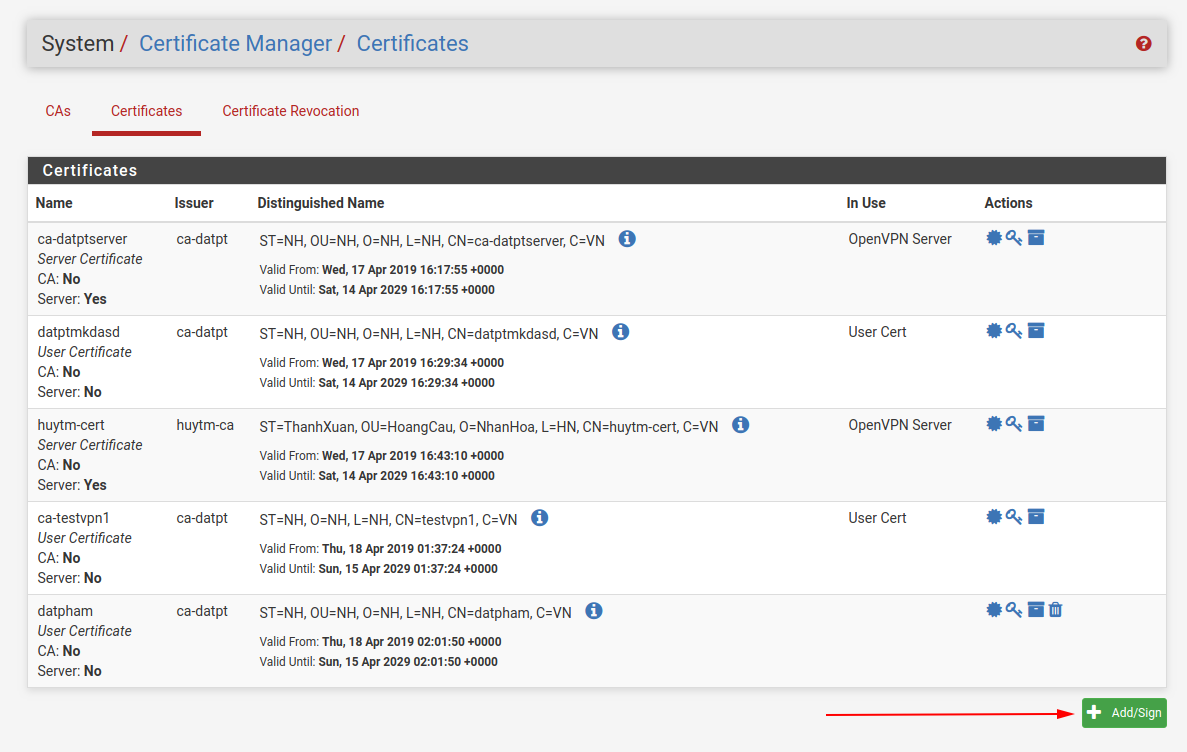 System / Certificate Manager / Certificates
CAs Certificates Certificate Revocation
Certificates
Name Issuer Distinguished Name In Use Actions
ca-datptserver ca-datpt ST=NH, OU=NH, O=NH, L=NH, CN=ca-datptserver, C=VN OpenVPN Server
Server Certificate
CA: No
Server: Yes
Valid From: Wed, 17 Apr 2019 16:17:55 +0000
Valid Until: Sat, 14 Apr 2029 16:17:55 +0000
datptmkdasd ca-datpt ST=NH, OU=NH, O=NH, L=NH, CN=datptmkdasd, C=VN User Cert
User Certificate
CA: No
Server: No
Valid From: Wed, 17 Apr 2019 16:29:34 +0000
Valid Until: Sat, 14 Apr 2029 16:29:34 +0000
huytm-cert huytm-ca ST=ThanhXuan, OU=HoangCau, O=NhanHoa, L=HN, CN=huytm-cert, C=VN OpenVPN Server
Server Certificate
CA: No
Server: Yes
Valid From: Wed, 17 Apr 2019 16:43:10 +0000
Valid Until: Sat, 14 Apr 2029 16:43:10 +0000
ca-testvpn1 ca-datpt ST=NH, O=NH, L=NH, CN=testvpn1, C=VN User Cert
User Certificate
CA: No
Server: No
Valid From: Thu, 18 Apr 2019 01:37:24 +0000
Valid Until: Sun, 15 Apr 2029 01:37:24 +0000
datpham ca-datpt ST=NH, OU=NH, O=NH, L=NH, CN=datpham, C=VN
User Certificate
CA: No
Server: No
Valid From: Thu, 18 Apr 2019 02:01:50 +0000
Valid Until: Sun, 15 Apr 2029 02:01:50 +0000
Add/Sign